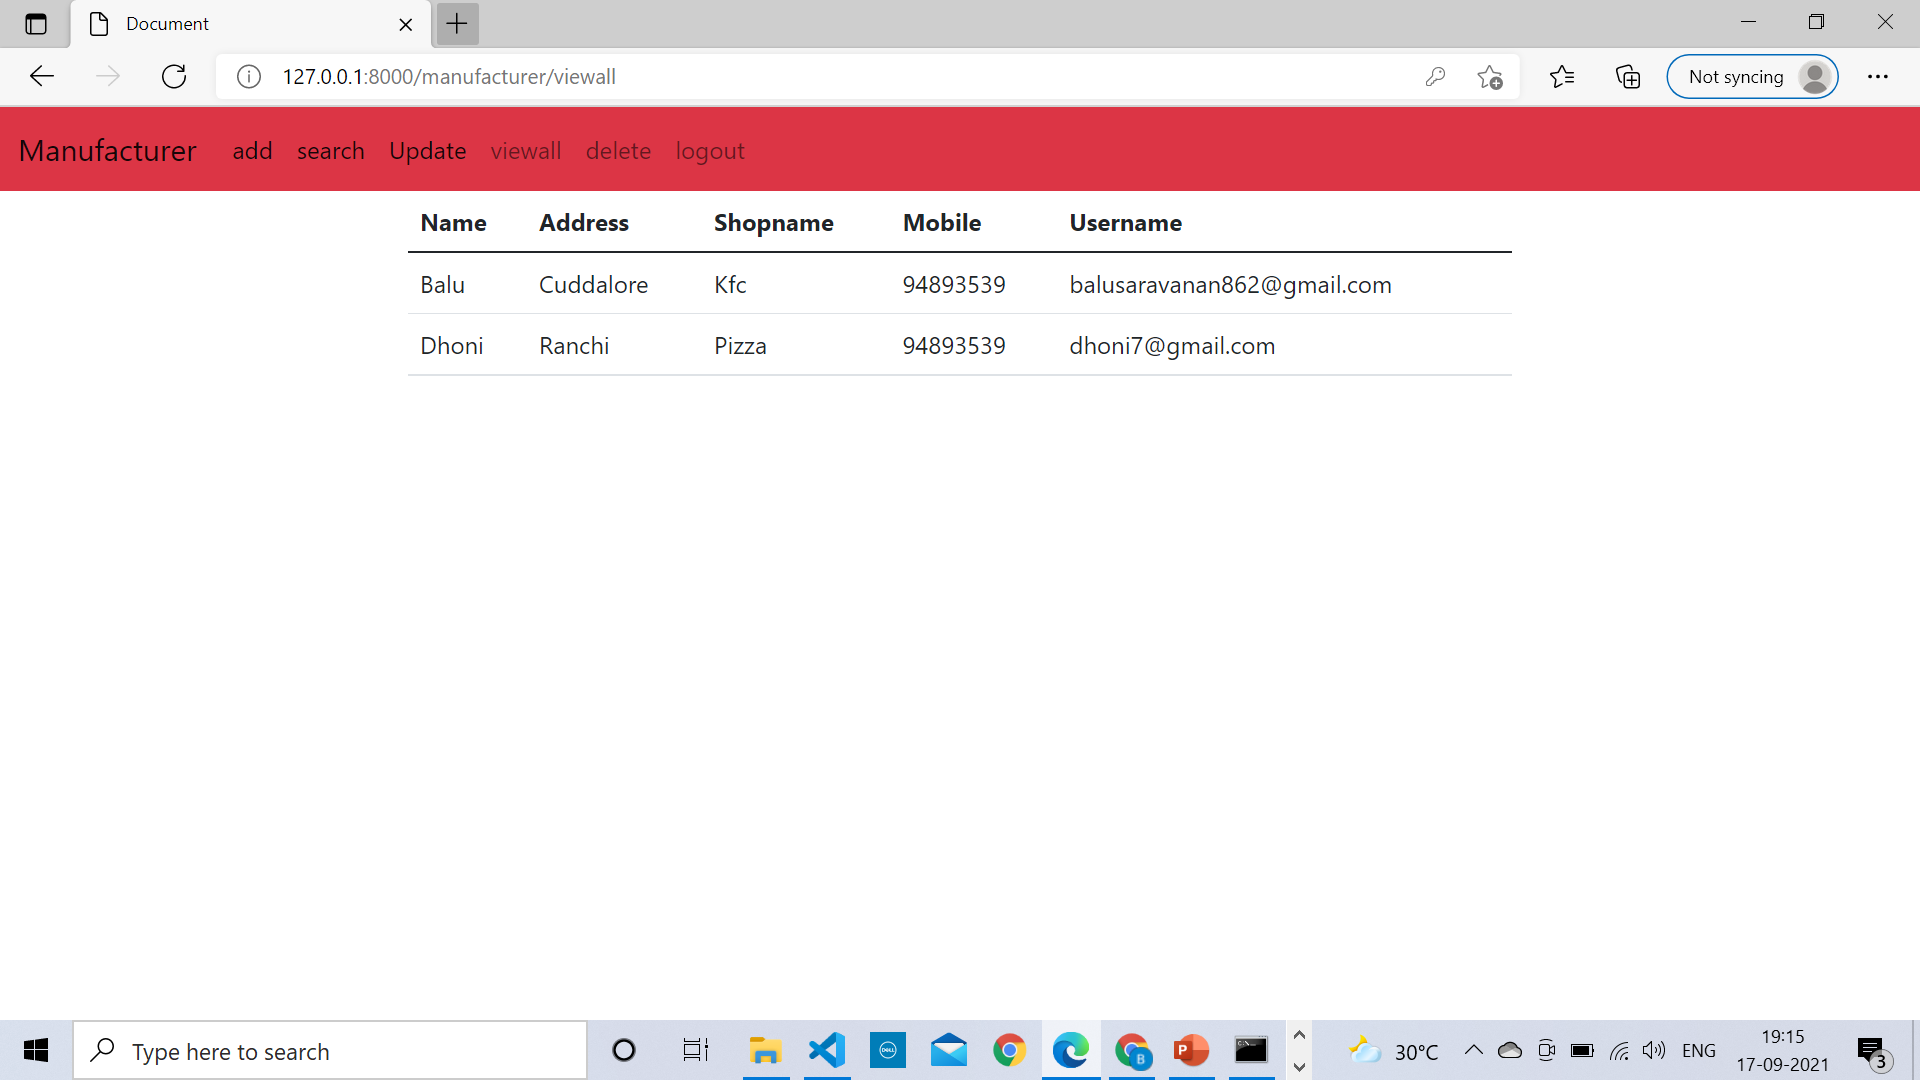 Document
127.0.0.1:8000/manufacturer/viewall
Not syncing
Manufacturer add search Update viewall delete logout
Name Address Shopname Mobile Username
Balu Cuddalore Kfc 94893539 balusaravanan862@gmail.com
Dhoni Ranchi Pizza 94893539 dhoni7@gmail.com
Type here to search
DELL
B
P
C:\
30°C
ENG
19:15
17-09-2021
3